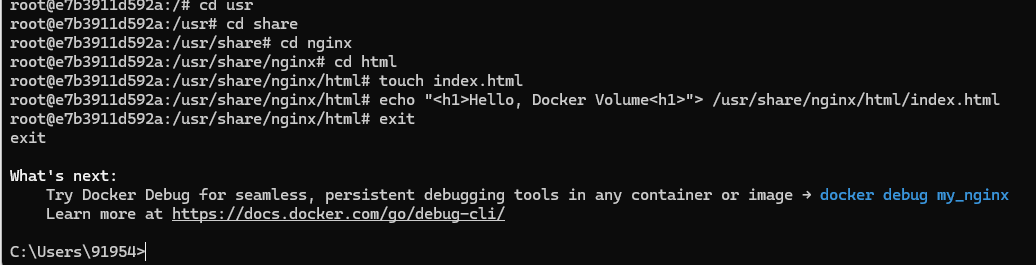 root@e7b3911d592a:/# cd usr
root@e7b3911d592a:/usr# cd share
root@e7b3911d592a:/usr/share# cd nginx
root@e7b3911d592a:/usr/share/nginx# cd html
root@e7b3911d592a:/usr/share/nginx/html# touch index.html
root@e7b3911d592a:/usr/share/nginx/html# echo "<h1>Hello, Docker Volume<h1>"> /usr/share/nginx/html/index.html
root@e7b3911d592a:/usr/share/nginx/html# exit
exit
What's next:
Try Docker Debug for seamless, persistent debugging tools in any container or image → docker debug my_nginx
Learn more at https://docs.docker.com/go/debug-cli/
C:\Users\91954>